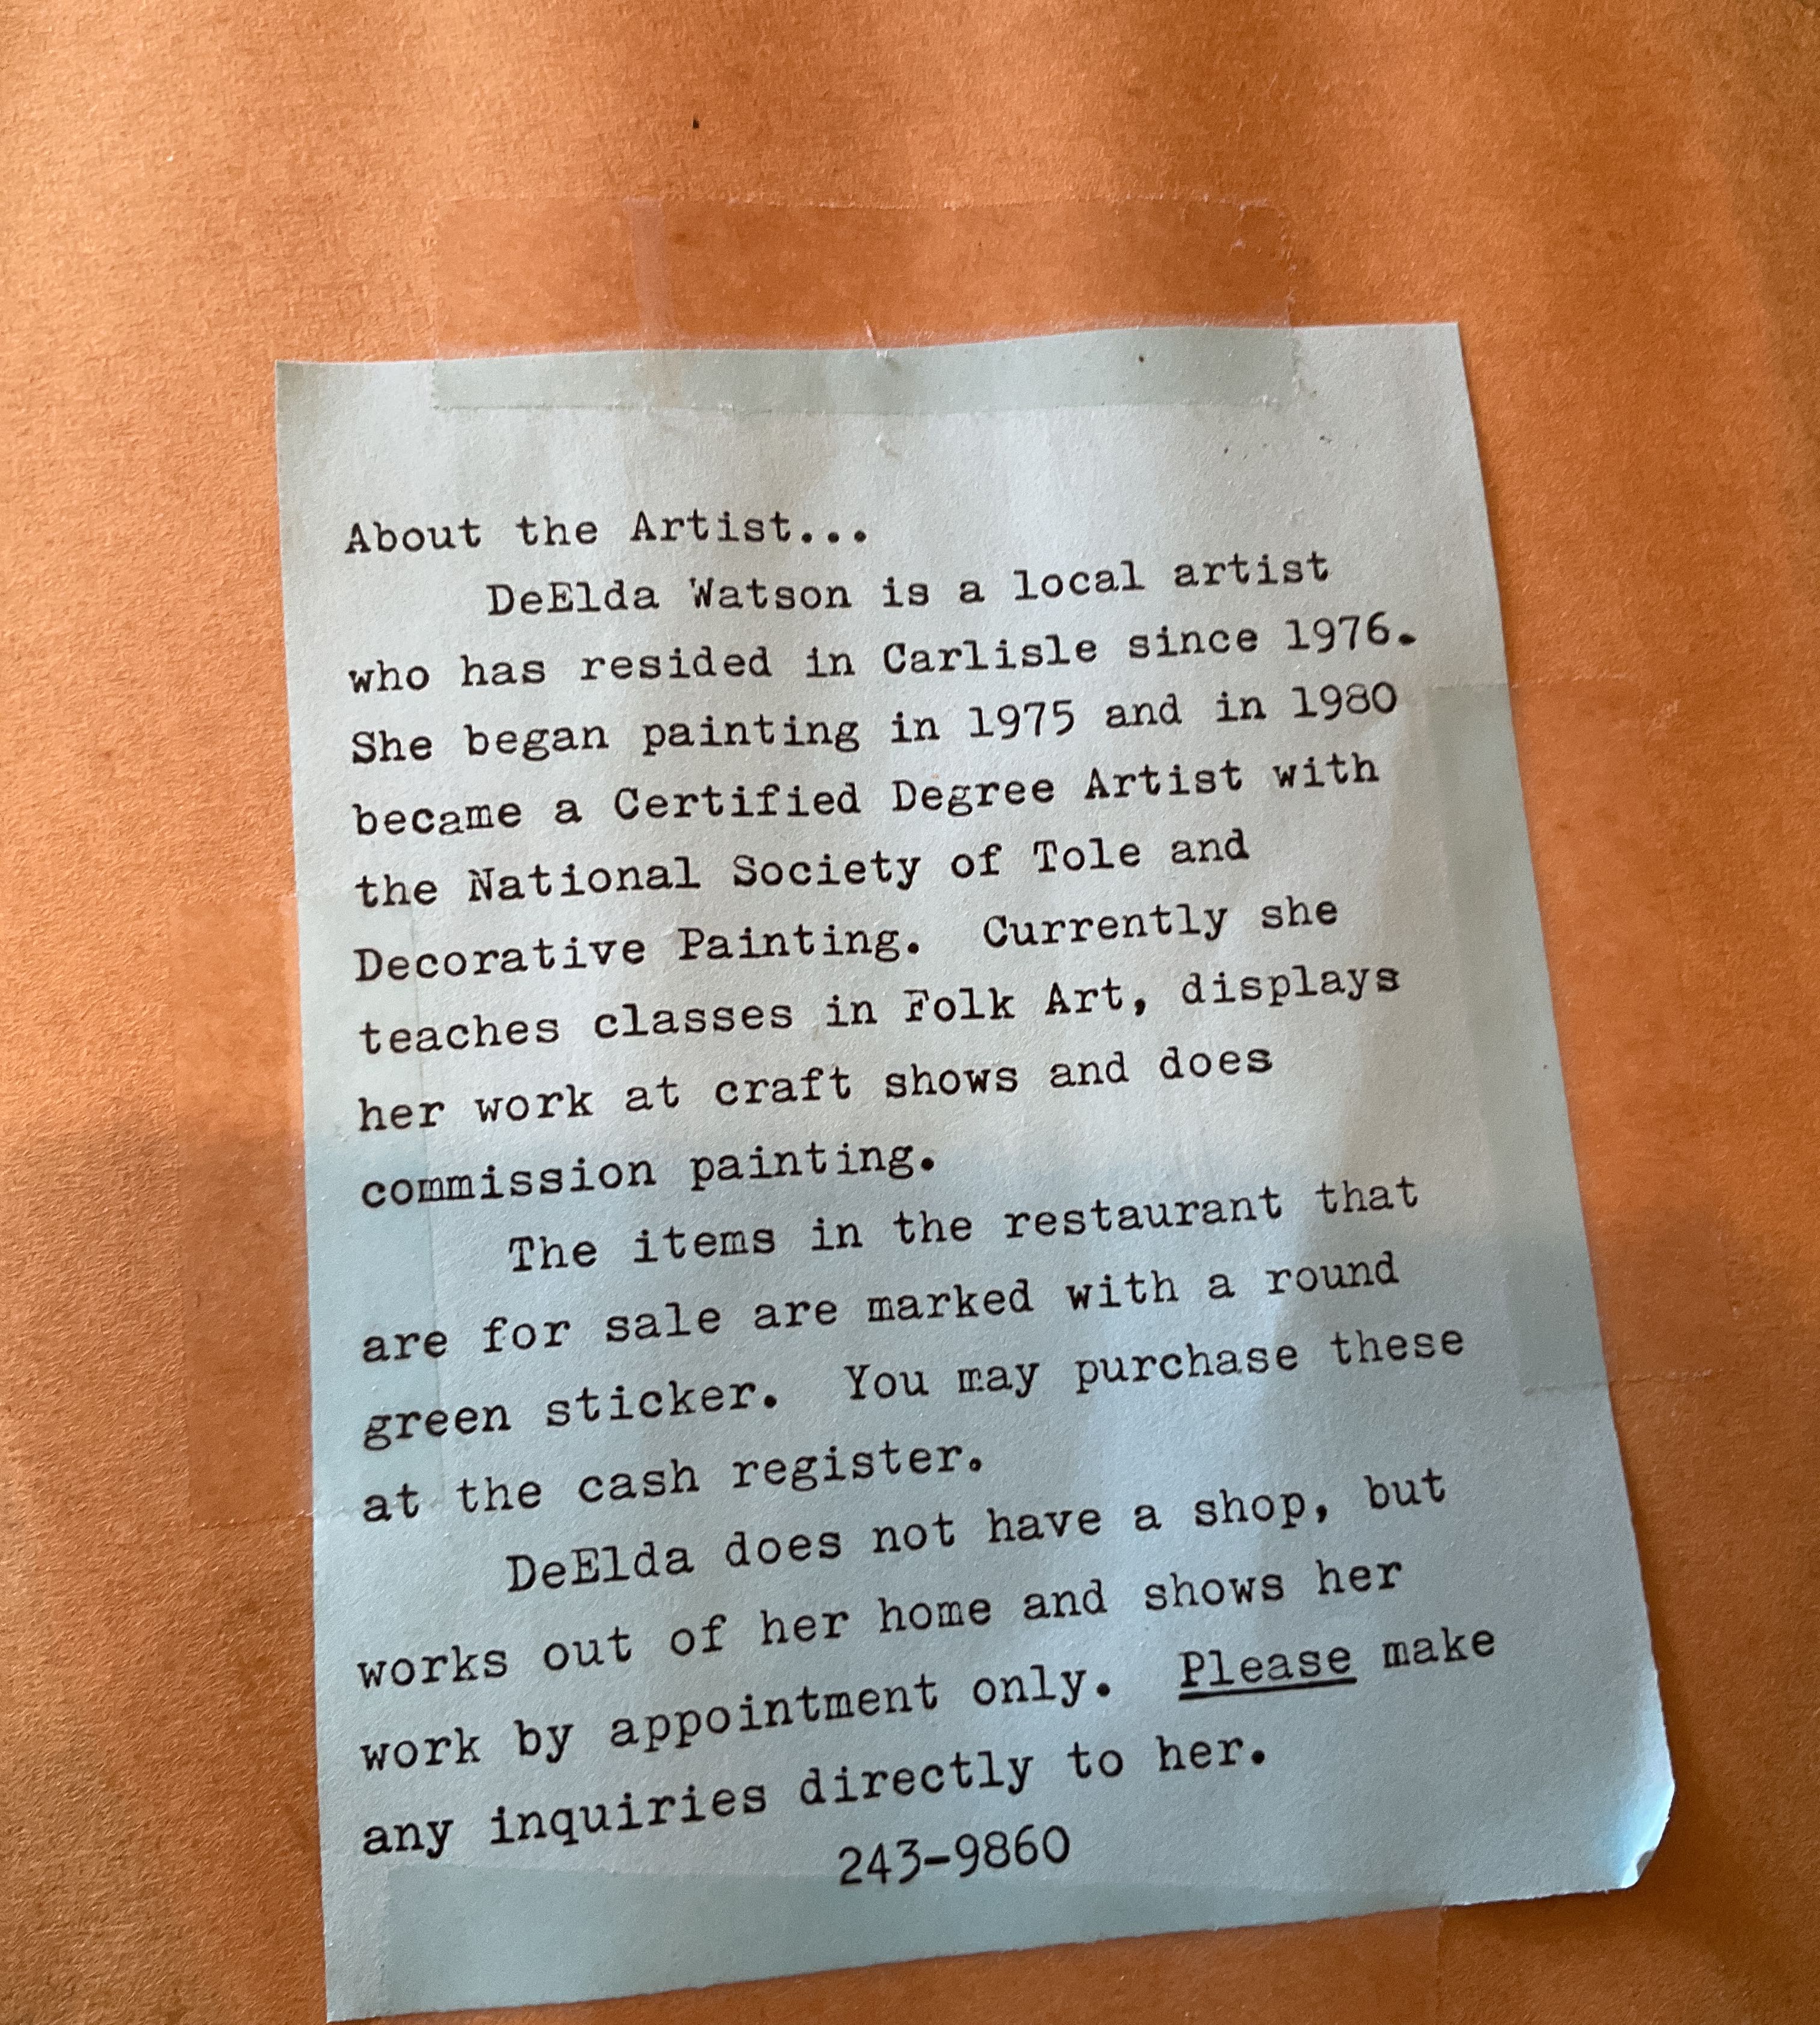 About the Artist...
DeElda Watson is a local artist
who has resided in Carlisle since 1976.
She began painting in 1975 and in 1980
became a Certified Degree Artist with
the National Society of Tole and
Decorative Painting.  Currently she
teaches classes in Folk Art, displays
her work at craft shows and does
commission painting.
The items in the restaurant that
are for sale are marked with a round
green sticker.  You may purchase these
at the cash register.
DeElda does not have a shop, but
works out of her home and shows her
work by appointment only.  Please make
any inquiries directly to her.
243-9860